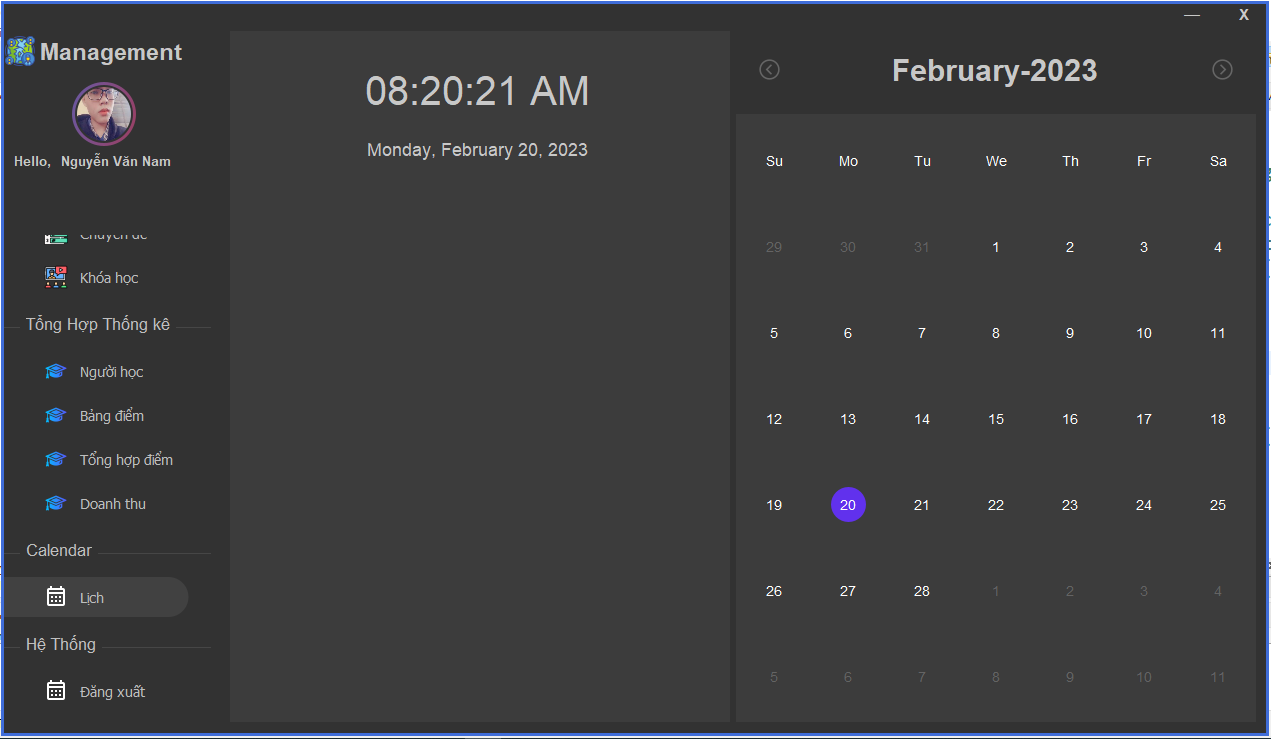 — X
Management
Hello, Nguyễn Văn Nam
Chuyên đề
Khóa học
Tổng Hợp Thống kê
Người học
Bảng điểm
Tổng hợp điểm
Doanh thu
Calendar
Lịch
Hệ Thống
Đăng xuất
08:20:21 AM
Monday, February 20, 2023
February-2023
Su Mo Tu We Th Fr Sa
29 30 31 1 2 3 4
5 6 7 8 9 10 11
12 13 14 15 16 17 18
19 20 21 22 23 24 25
26 27 28 1 2 3 4
5 6 7 8 9 10 11